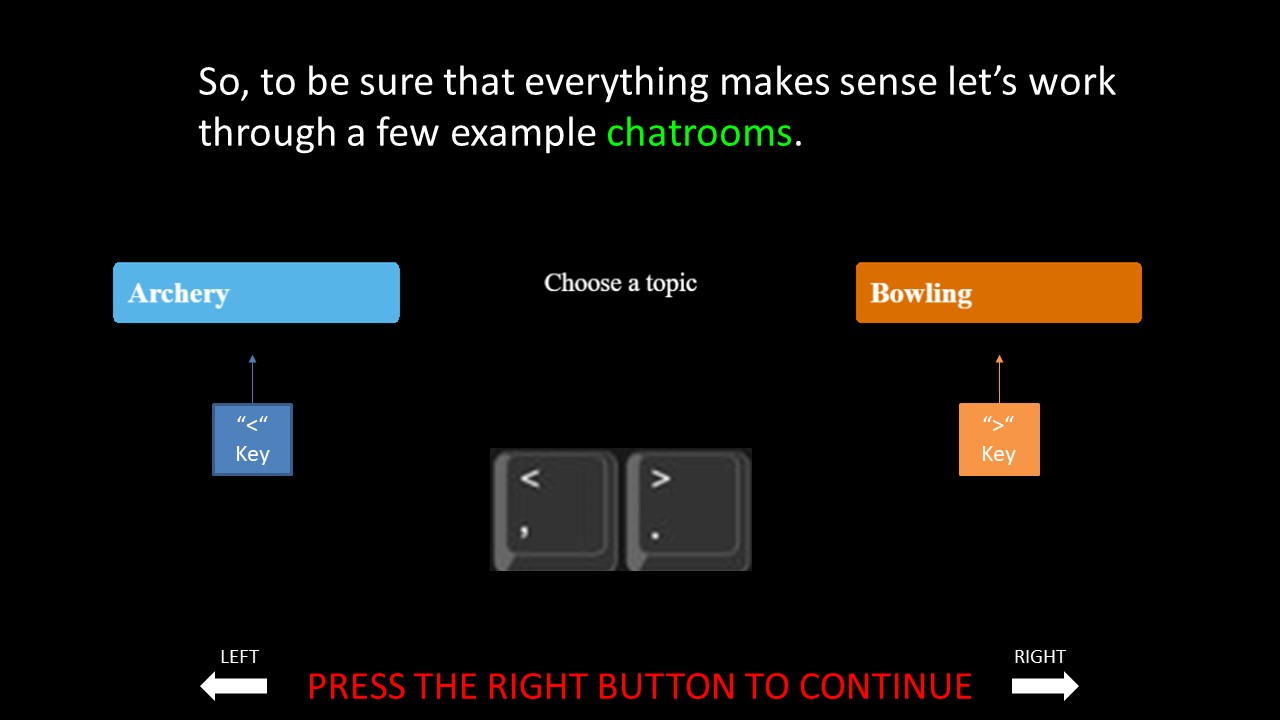 So, to be sure that everything makes sense let’s work
through a few example chatrooms.
Archery
Choose a topic
Bowling
“<“
Key
“>“
Key
<
,
>
.
LEFT
RIGHT
PRESS THE RIGHT BUTTON TO CONTINUE